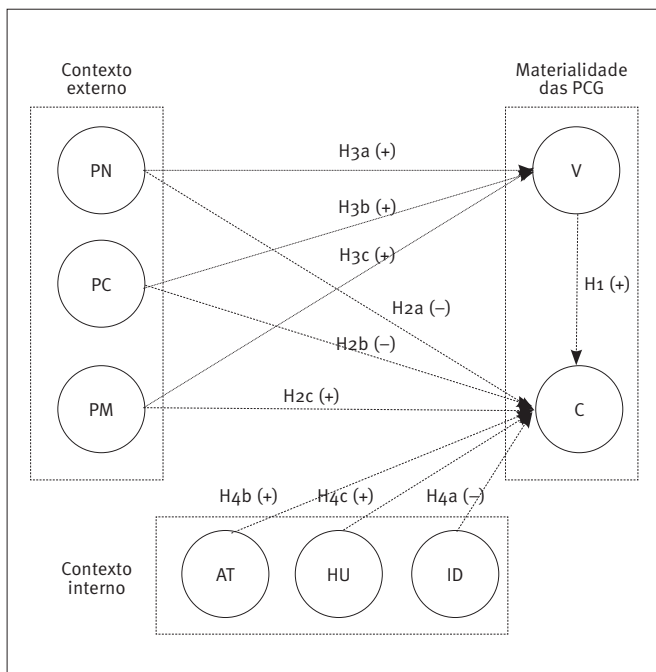 Contexto
externo
Materialidade
das PCG
PN
H3a (+)
V
H3b (+)
H3c (+)
PC
H1 (+)
H2a (–)
H2b (–)
PM
H2c (+)
C
H4b (+)
H4c (+)
H4a (–)
Contexto
interno
AT
HU
ID